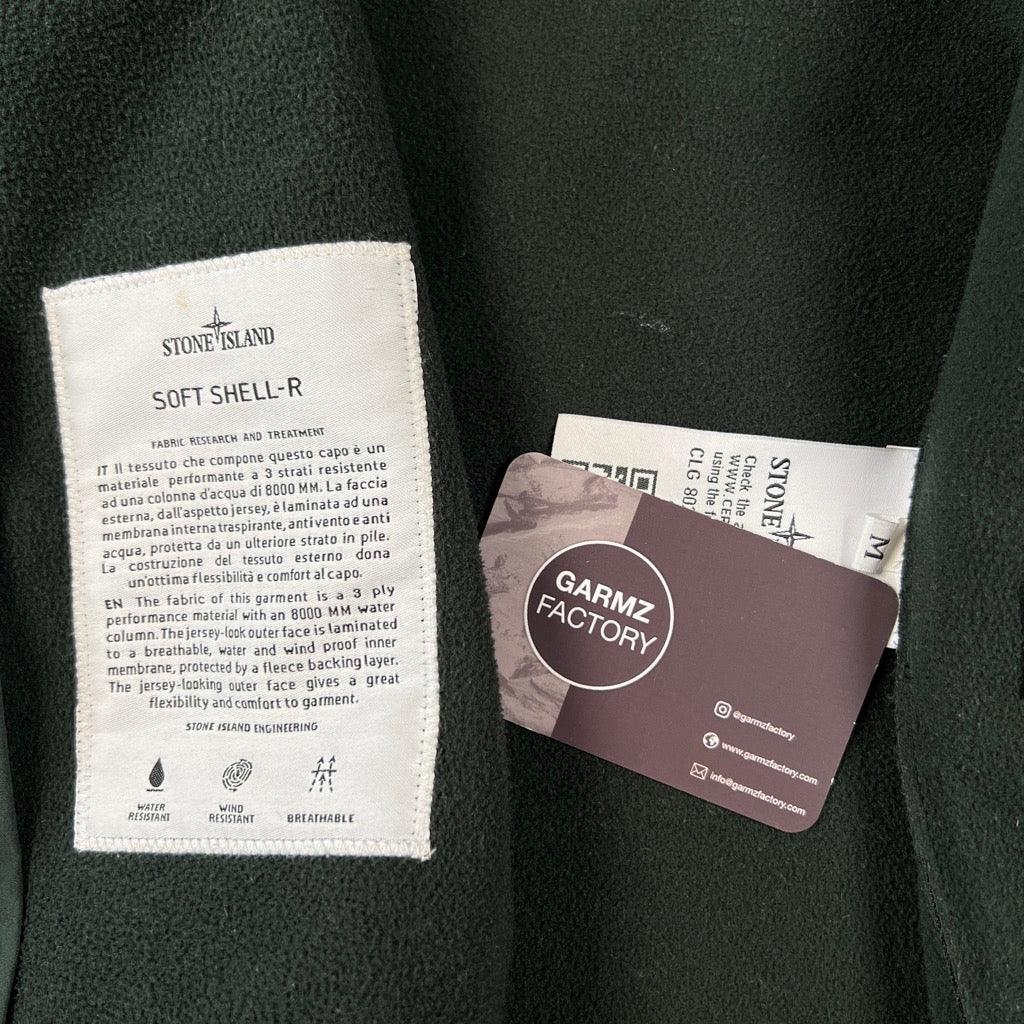 STONE ISLAND
SOFT SHELL-R
FABRIC RESEARCH AND TREATMENT
IT Il tessuto che compone questo capo è un
materiale performante a 3 strati resistente
ad una colonna d'acqua di 8000 MM. La faccia
esterna, dall'aspetto jersey, è laminata ad una
membrana interna traspirante, antivento e anti
acqua, protetta da un ulteriore strato in pile.
La costruzione del tessuto esterno dona
un'ottima flessibilità e comfort al capo.
EN The fabric of this garment is a 3 ply
performance material with an 8000 MM water
column. The jersey-look outer face is laminated
to a breathable, water and wind proof inner
membrane, protected by a fleece backing layer.
The jersey-looking outer face gives a great
flexibility and comfort to garment.
STONE ISLAND ENGINEERING
WATER
RESISTANT
WIND
RESISTANT
BREATHABLE
STONE
Check the
WWW.CER
using the
CLG 80
M
GARMZ
FACTORY
@garmzfactory
www.garmzfactory.com
info@garmzfactory.com